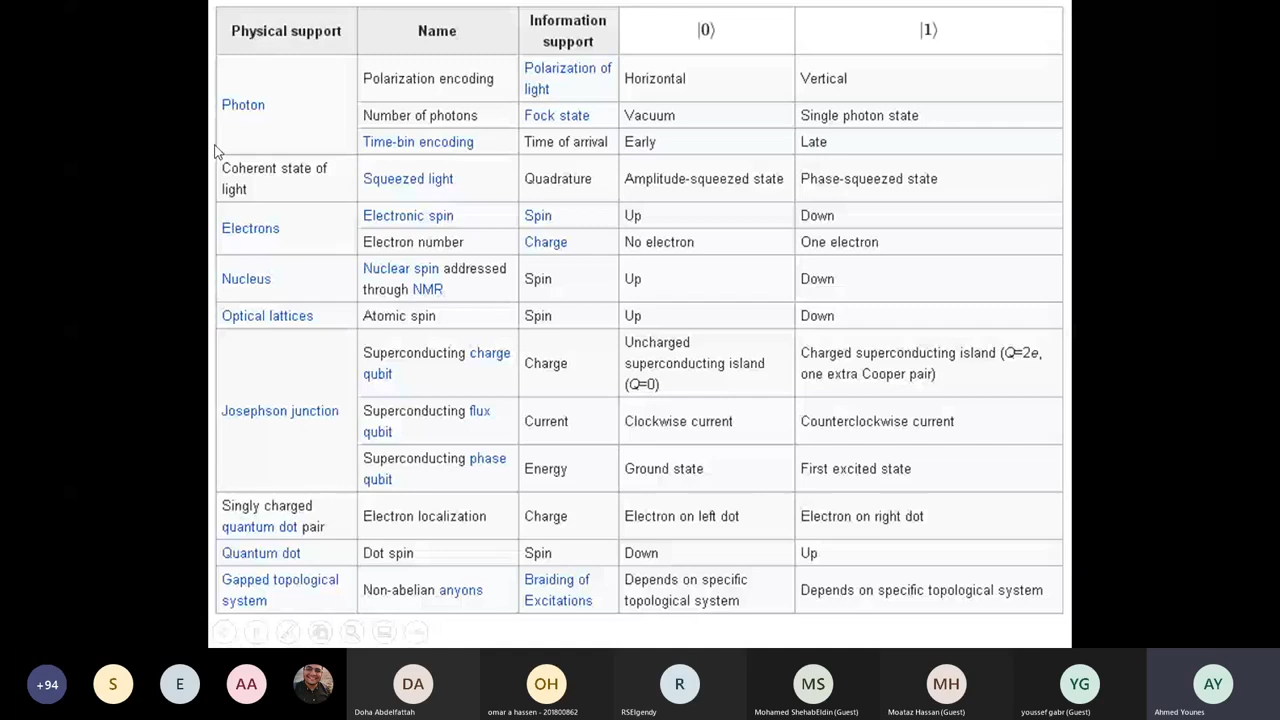 Physical support Name Information support |0⟩ |1⟩
Photon Polarization encoding Polarization of light Horizontal Vertical
Number of photons Fock state Vacuum Single photon state
Time-bin encoding Time of arrival Early Late
Coherent state of light Squeezed light Quadrature Amplitude-squeezed state Phase-squeezed state
Electrons Electronic spin Spin Up Down
Electron number Charge No electron One electron
Nucleus Nuclear spin addressed through NMR Spin Up Down
Optical lattices Atomic spin Spin Up Down
Josephson junction Superconducting charge qubit Charge Uncharged superconducting island (Q=0) Charged superconducting island (Q=2e, one extra Cooper pair)
Superconducting flux qubit Current Clockwise current Counterclockwise current
Superconducting phase qubit Energy Ground state First excited state
Singly charged quantum dot pair Electron localization Charge Electron on left dot Electron on right dot
Quantum dot Dot spin Spin Down Up
Gapped topological system Non-abelian anyons Braiding of Excitations Depends on specific topological system Depends on specific topological system
+94 S E AA DA OH R MS MH YG AY
Doha Abdelfattah omar a hassen - 201800862 RSElgendy Mohamed ShehabEldin (Guest) Moataz Hassan (Guest) youssef gabr (Guest) Ahmed Younes